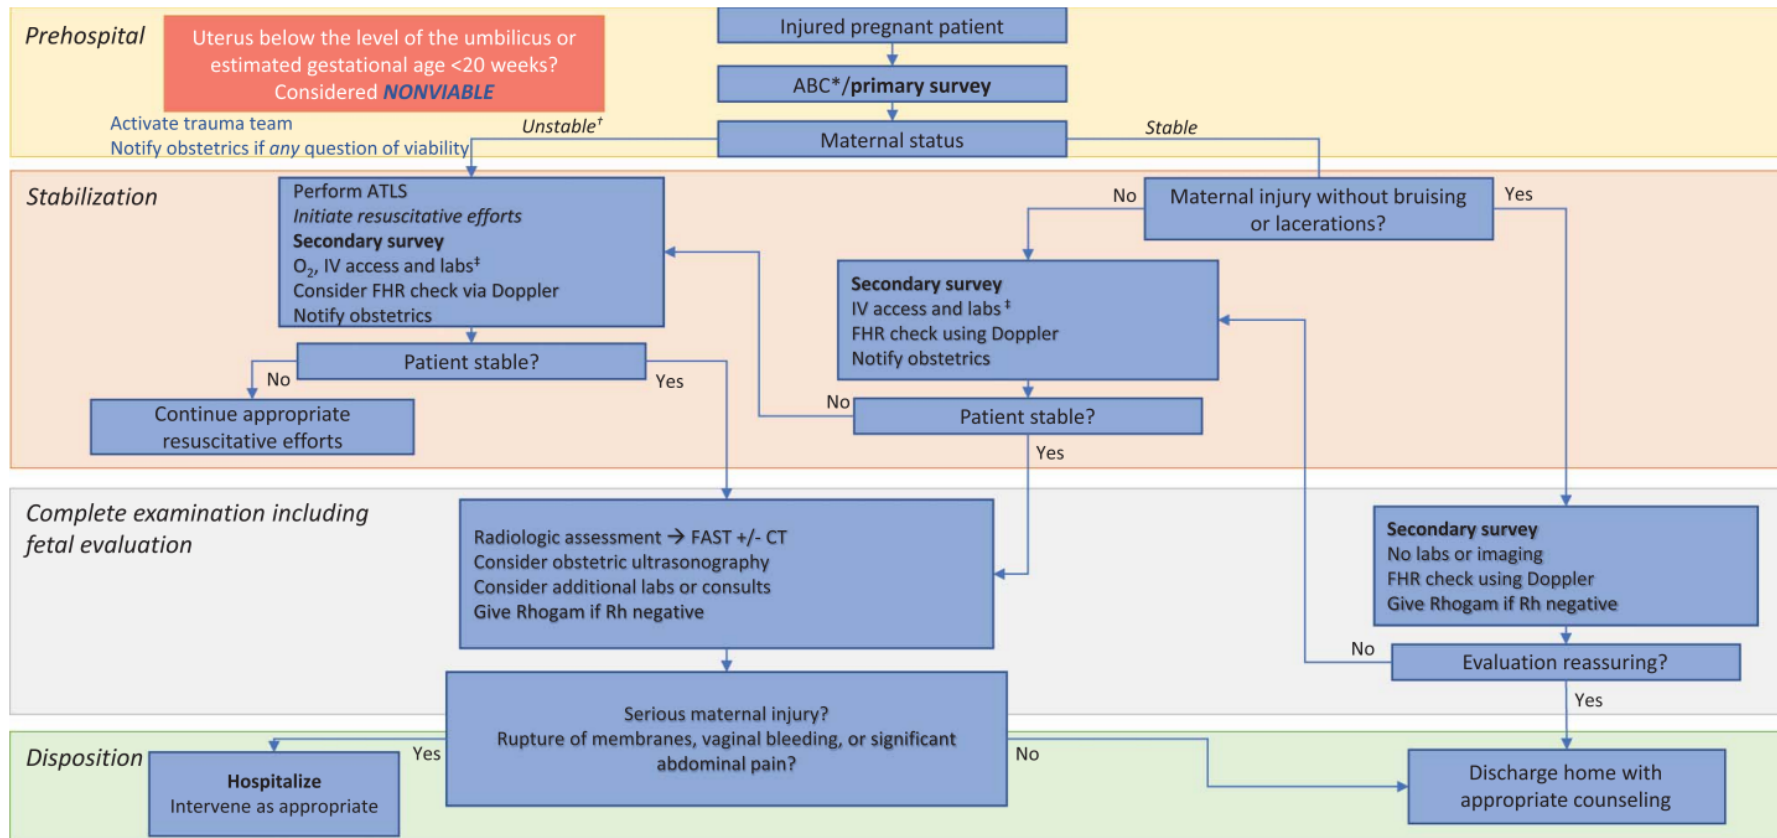 Prehospital
Uterus below the level of the umbilicus or
estimated gestational age <20 weeks?
Considered NONVIABLE
Activate trauma team
Notify obstetrics if any question of viability
Injured pregnant patient
ABC*/primary survey
Maternal status
Unstable†
Stable
Stabilization
Perform ATLS
Initiate resuscitative efforts
Secondary survey
O₂, IV access and labs‡
Consider FHR check via Doppler
Notify obstetrics
Patient stable?
No
Yes
Continue appropriate
resuscitative efforts
Maternal injury without bruising
or lacerations?
No
Yes
Secondary survey
IV access and labs‡
FHR check using Doppler
Notify obstetrics
Patient stable?
No
Yes
Complete examination including
fetal evaluation
Radiologic assessment → FAST +/- CT
Consider obstetric ultrasonography
Consider additional labs or consults
Give Rhogam if Rh negative
Secondary survey
No labs or imaging
FHR check using Doppler
Give Rhogam if Rh negative
Evaluation reassuring?
No
Yes
Disposition
Serious maternal injury?
Rupture of membranes, vaginal bleeding, or significant
abdominal pain?
Yes
No
Hospitalize
Intervene as appropriate
Discharge home with
appropriate counseling